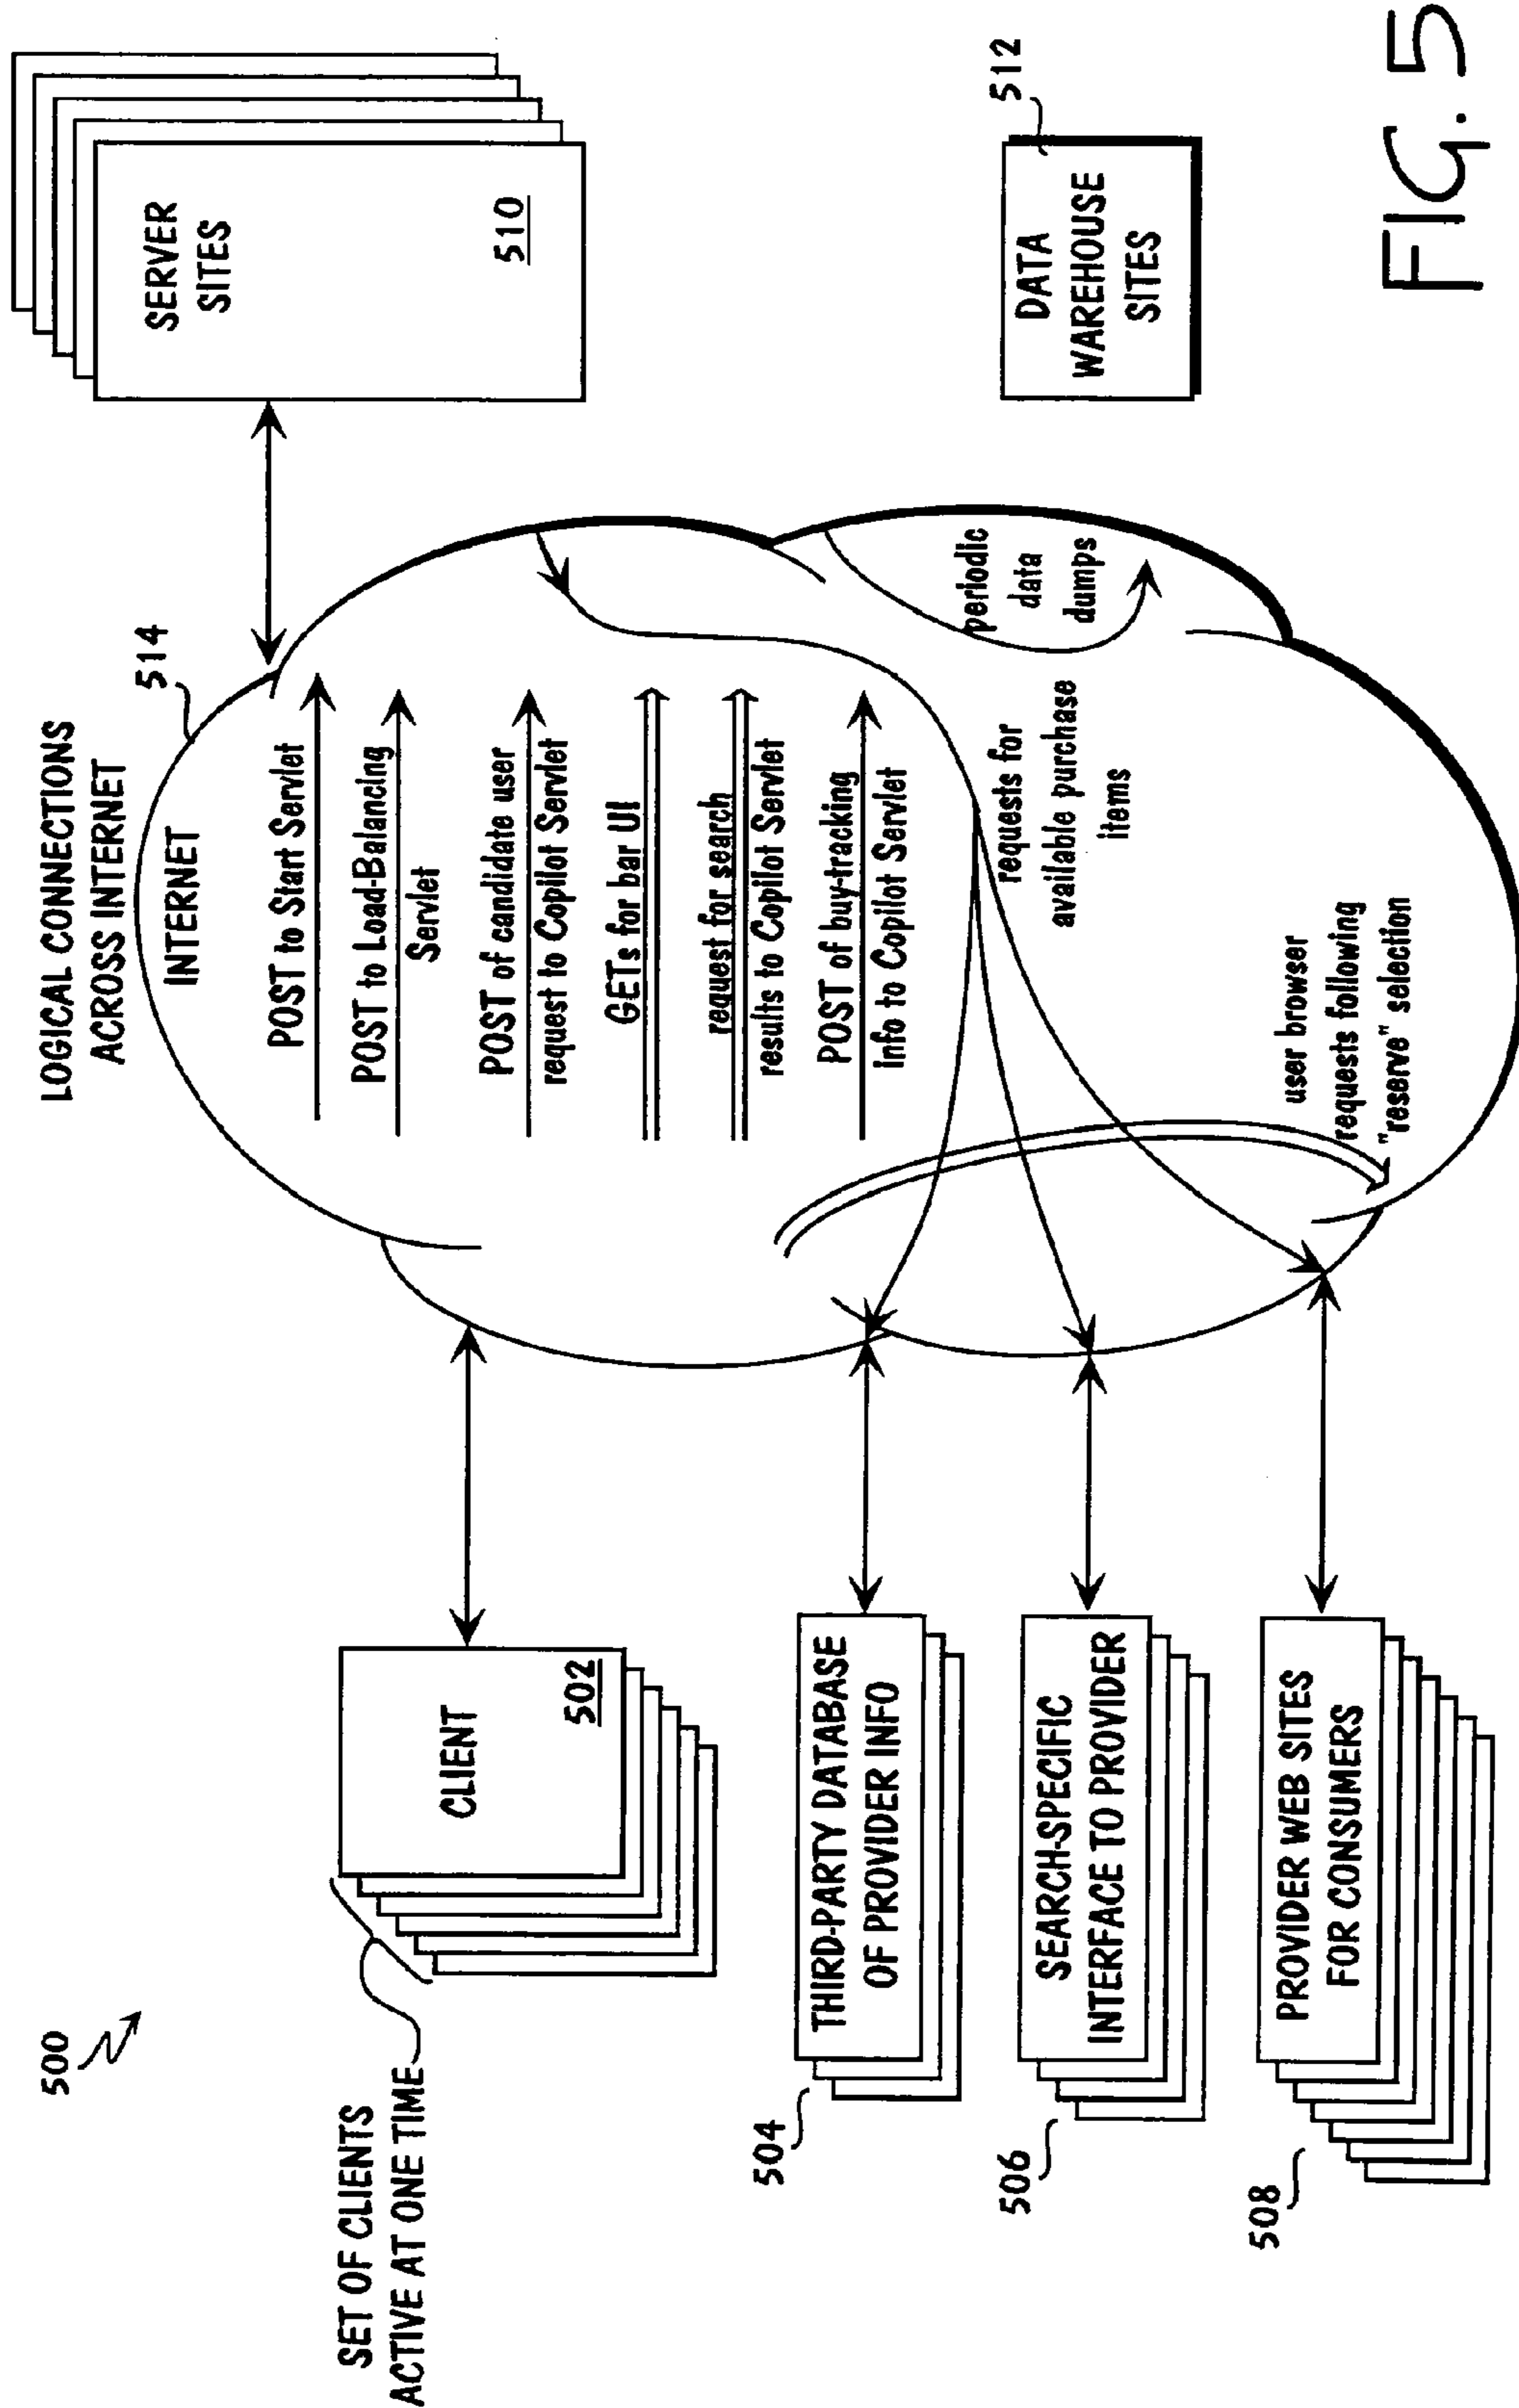 500
LOGICAL CONNECTIONS
ACROSS INTERNET
514
INTERNET
SET OF CLIENTS
ACTIVE AT ONE TIME
CLIENT
502
504
THIRD-PARTY DATABASE
OF PROVIDER INFO
506
SEARCH-SPECIFIC
INTERFACE TO PROVIDER
508
PROVIDER WEB SITES
FOR CONSUMERS
POST to Start Servlet
POST to Load-Balancing
Servlet
POST of candidate user
request to Copilot Servlet
GETs for bar UI
request for search
results to Copilot Servlet
POST of buy-tracking
info to Copilot Servlet
requests for
available purchase
items
user browser
requests following
"reserve" selection
periodic
data
dumps
SERVER
SITES
510
512
DATA
WAREHOUSE
SITES
FIG. 5